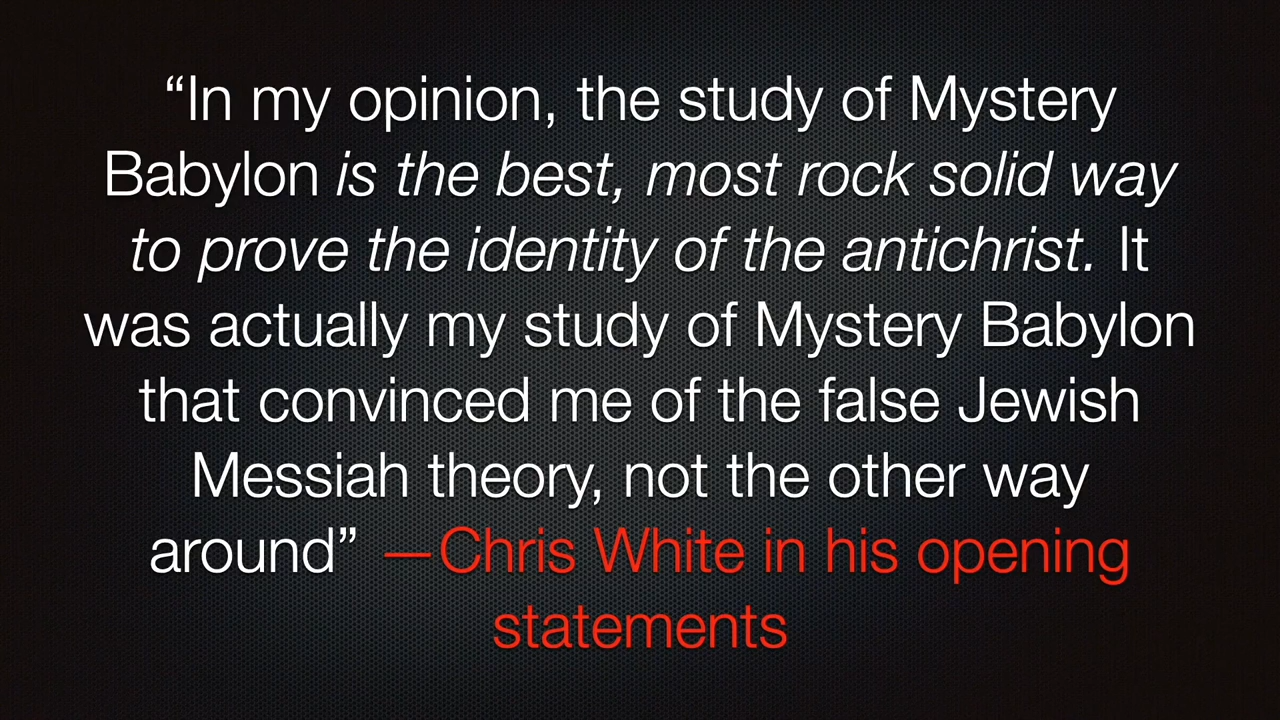 “In my opinion, the study of Mystery
Babylon is the best, most rock solid way
to prove the identity of the antichrist. It
was actually my study of Mystery Babylon
that convinced me of the false Jewish
Messiah theory, not the other way
around” —Chris White in his opening
statements